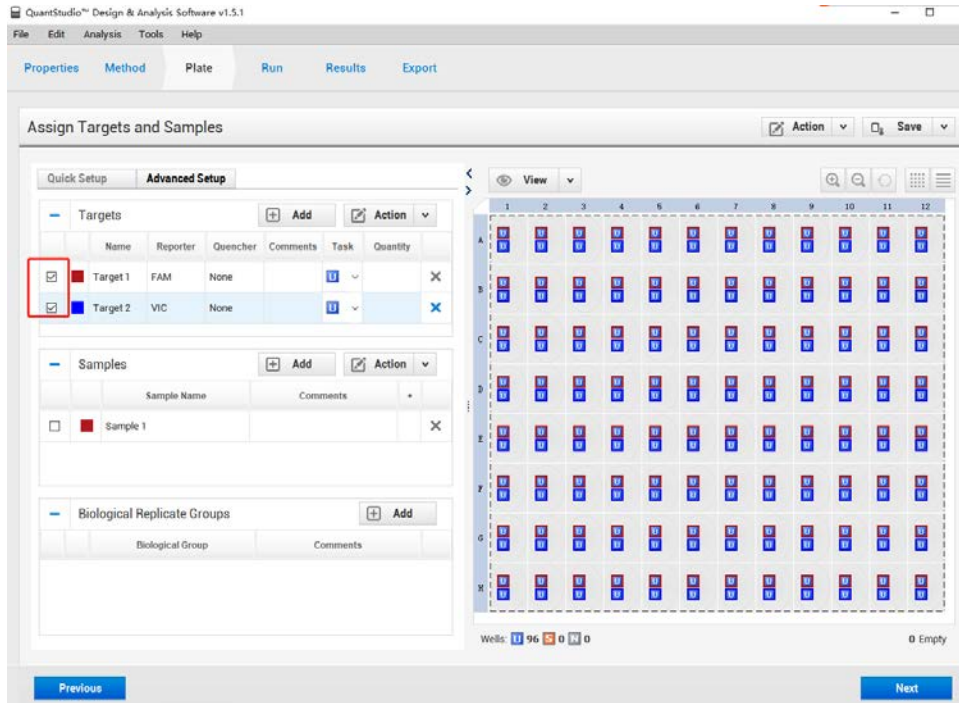 QuantStudio™ Design & Analysis Software v1.5.1
File Edit Analysis Tools Help
Properties Method Plate Run Results Export
Assign Targets and Samples
Action Save
Quick Setup Advanced Setup
View
Targets Add Action
Name Reporter Quencher Comments Task Quantity
Target 1 FAM None U
Target 2 VIC None U
Samples Add Action
Sample Name Comments
Sample 1
Biological Replicate Groups Add
Biological Group Comments
1 2 3 4 5 6 7 8 9 10 11 12
A U U U U U U U U U U U U
U U U U U U U U U U U U
B U U U U U U U U U U U U
U U U U U U U U U U U U
C U U U U U U U U U U U U
U U U U U U U U U U U U
D U U U U U U U U U U U U
U U U U U U U U U U U U
E U U U U U U U U U U U U
U U U U U U U U U U U U
F U U U U U U U U U U U U
U U U U U U U U U U U U
G U U U U U U U U U U U U
U U U U U U U U U U U U
H U U U U U U U U U U U U
U U U U U U U U U U U U
Wells: U 96 S 0 N 0 0 Empty
Previous Next